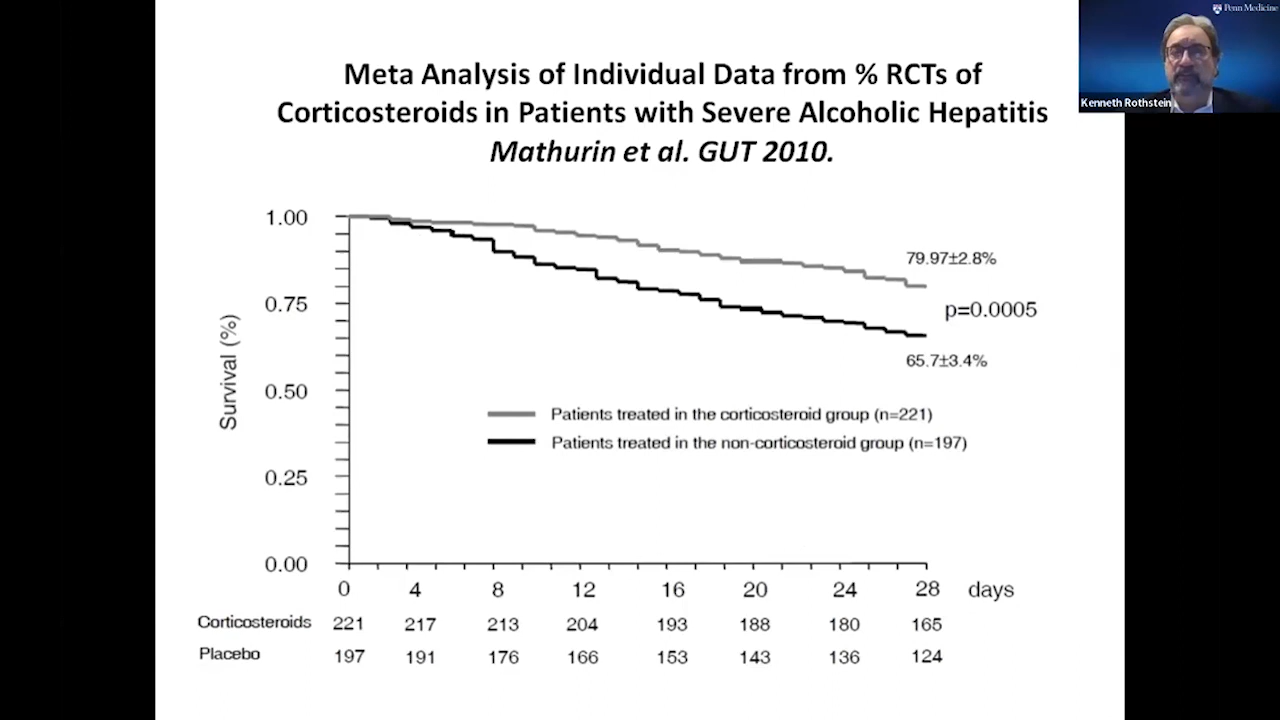 Penn Medicine
Kenneth Rothstein
Meta Analysis of Individual Data from % RCTs of
Corticosteroids in Patients with Severe Alcoholic Hepatitis
Mathurin et al. GUT 2010.
Survival (%)
1.00
0.75
0.50
0.25
0.00
79.97±2.8%
p=0.0005
65.7±3.4%
Patients treated in the corticosteroid group (n=221)
Patients treated in the non-corticosteroid group (n=197)
0 4 8 12 16 20 24 28 days
Corticosteroids 221 217 213 204 193 188 180 165
Placebo 197 191 176 166 153 143 136 124